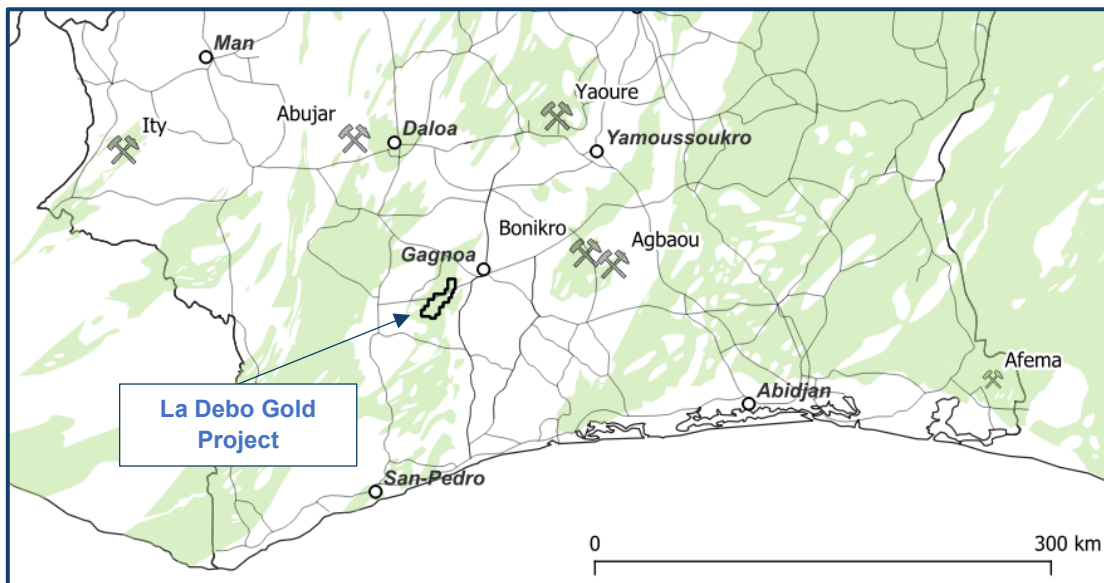 Man
Yaoure
Ity
Abujar
Daloa
Yamoussoukro
Bonikro
Agbaou
Gagnoa
Afema
Abidjan
La Debo Gold
Project
San-Pedro
0
300 km